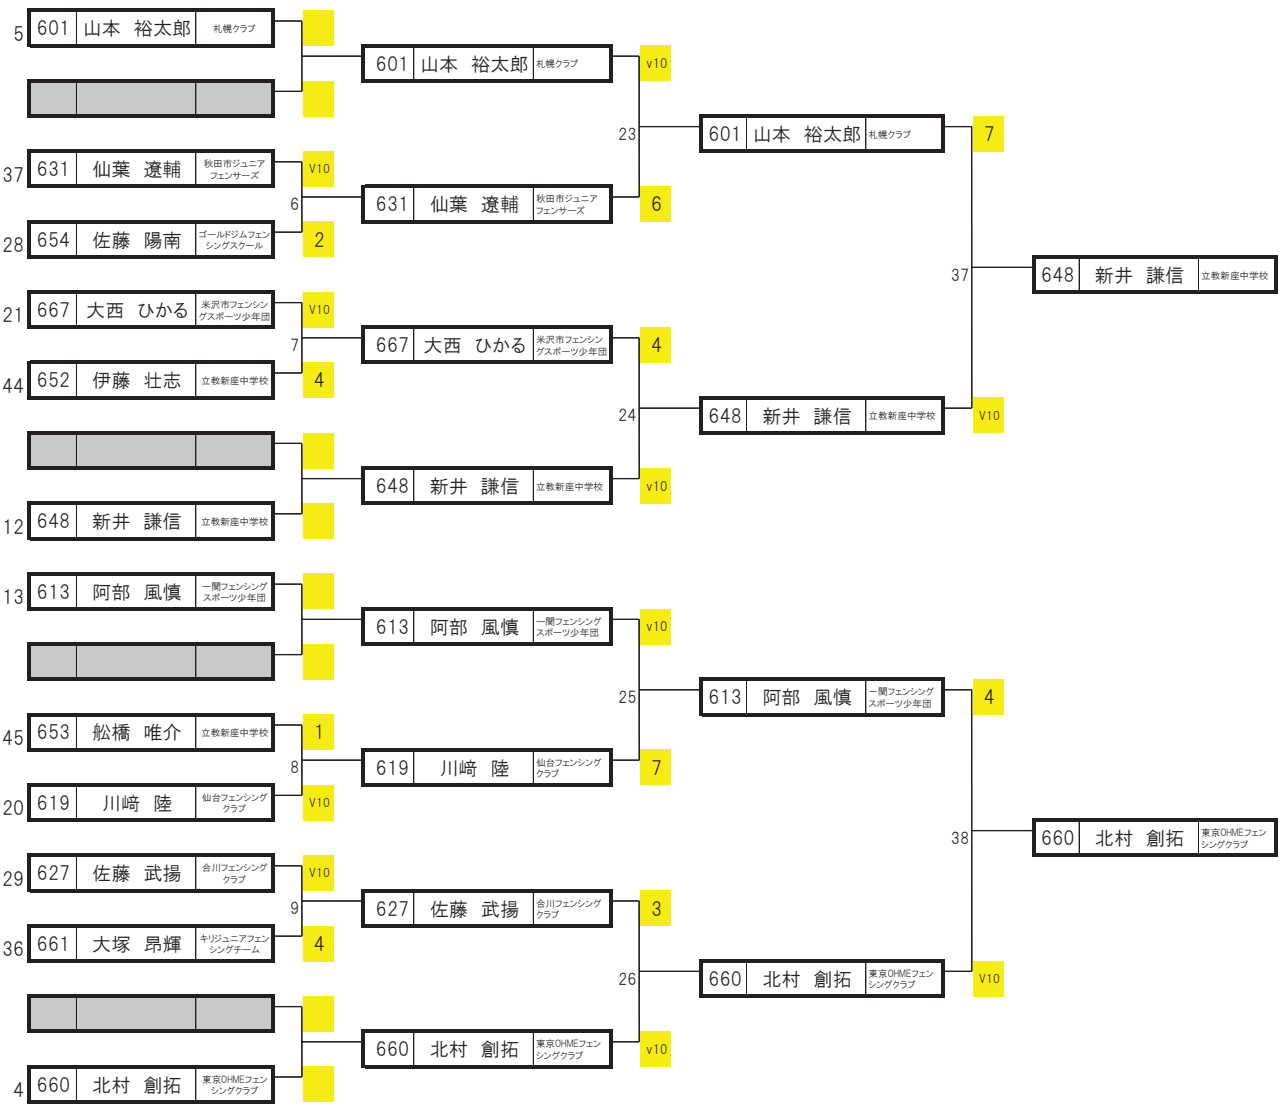 5 601 山本 裕太郎 札幌クラブ
601 山本 裕太郎 札幌クラブ v10
23 601 山本 裕太郎 札幌クラブ 7
37 631 仙葉 遼輔 秋田市ジュニア
フェンサーズ V10
6 631 仙葉 遼輔 秋田市ジュニア
フェンサーズ 6
28 654 佐藤 陽南 ゴールドジムフェン
シングスクール 2
37 648 新井 謙信 立教新座中学校
21 667 大西 ひかる 米沢市フェンシン
グスポーツ少年団 V10
7 667 大西 ひかる 米沢市フェンシン
グスポーツ少年団 4
44 652 伊藤 壮志 立教新座中学校 4
24 648 新井 謙信 立教新座中学校 V10
648 新井 謙信 立教新座中学校 v10
12 648 新井 謙信 立教新座中学校
13 613 阿部 風慎 一関フェンシング
スポーツ少年団
613 阿部 風慎 一関フェンシング
スポーツ少年団 v10
25 613 阿部 風慎 一関フェンシング
スポーツ少年団 4
45 653 舩橋 唯介 立教新座中学校 1
8 619 川﨑 陸 仙台フェンシング
クラブ 7
20 619 川﨑 陸 仙台フェンシング
クラブ V10
38 660 北村 創拓 東京OHMEフェン
シングクラブ
29 627 佐藤 武揚 合川フェンシング
クラブ V10
9 627 佐藤 武揚 合川フェンシング
クラブ 3
36 661 大塚 昂輝 キリジュニアフェン
シングチーム 4
26 660 北村 創拓 東京OHMEフェン
シングクラブ V10
660 北村 創拓 東京OHMEフェン
シングクラブ v10
4 660 北村 創拓 東京OHMEフェン
シングクラブ